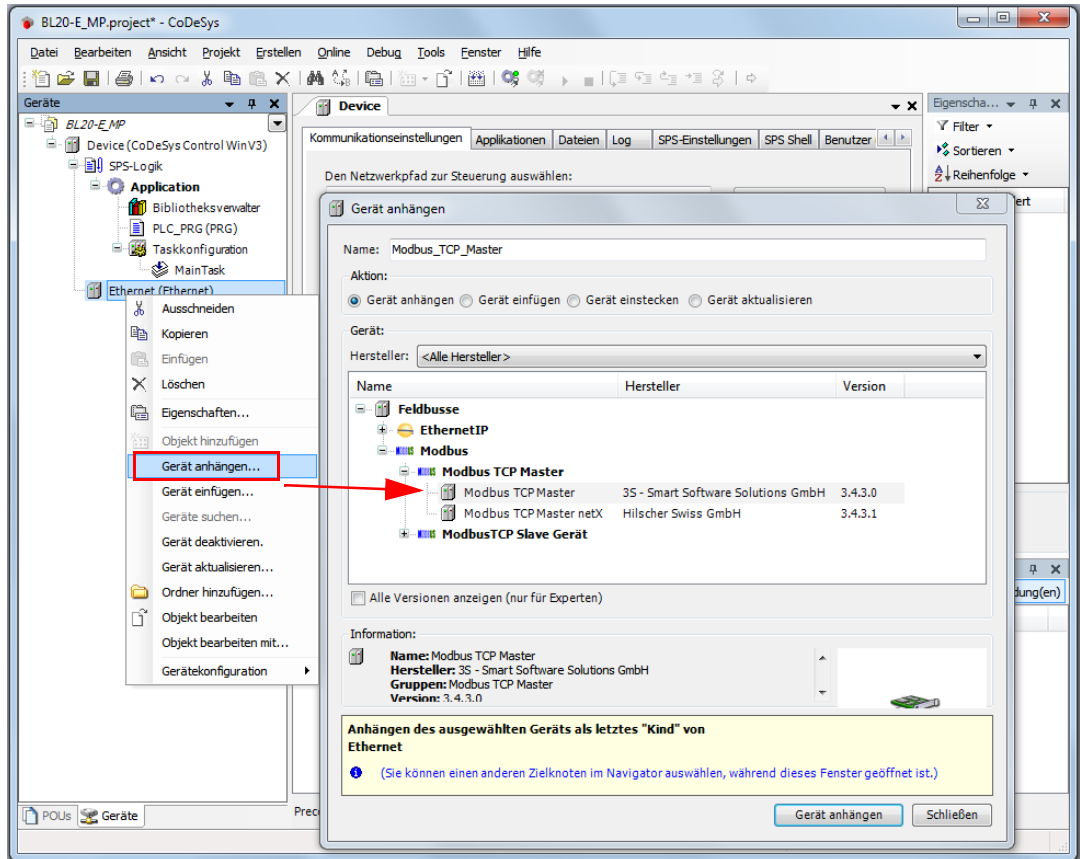 BL20-E_MP.project* - CoDeSys
Datei Bearbeiten Ansicht Projekt Erstellen Online Debug Tools Fenster Hilfe
Geräte
BL20-E_MP
Device (CoDeSys Control Win V3)
SPS-Logik
Application
Bibliotheksverwalter
PLC_PRG (PRG)
Taskkonfiguration
MainTask
Ethernet (Ethernet)
Ausschneiden
Kopieren
Einfügen
Löschen
Eigenschaften...
Objekt hinzufügen
Gerät anhängen...
Gerät einfügen...
Geräte suchen...
Gerät deaktivieren.
Gerät aktualisieren...
Ordner hinzufügen...
Objekt bearbeiten
Objekt bearbeiten mit...
Gerätekonfiguration
POUs Geräte
Device
Kommunikationseinstellungen Applikationen Dateien Log SPS-Einstellungen SPS Shell Benutzer
Den Netzwerkpfad zur Steuerung auswählen:
Eigenscha...
Filter
Sortieren
Reihenfolge
ert
Gerät anhängen
Name: Modbus_TCP_Master
Aktion:
Gerät anhängen Gerät einfügen Gerät einstecken Gerät aktualisieren
Gerät:
Hersteller: <Alle Hersteller>
Name Hersteller Version
Feldbusse
EthernetIP
Modbus
Modbus TCP Master
Modbus TCP Master 3S - Smart Software Solutions GmbH 3.4.3.0
Modbus TCP Master netX Hilscher Swiss GmbH 3.4.3.1
ModbusTCP Slave Gerät
Alle Versionen anzeigen (nur für Experten)
Information:
Name: Modbus TCP Master
Hersteller: 3S - Smart Software Solutions GmbH
Gruppen: Modbus TCP Master
Version: 3.4.3.0
Anhängen des ausgewählten Geräts als letztes "Kind" von
Ethernet
(Sie können einen anderen Zielknoten im Navigator auswählen, während dieses Fenster geöffnet ist.)
Gerät anhängen Schließen
dung(en)
Prec